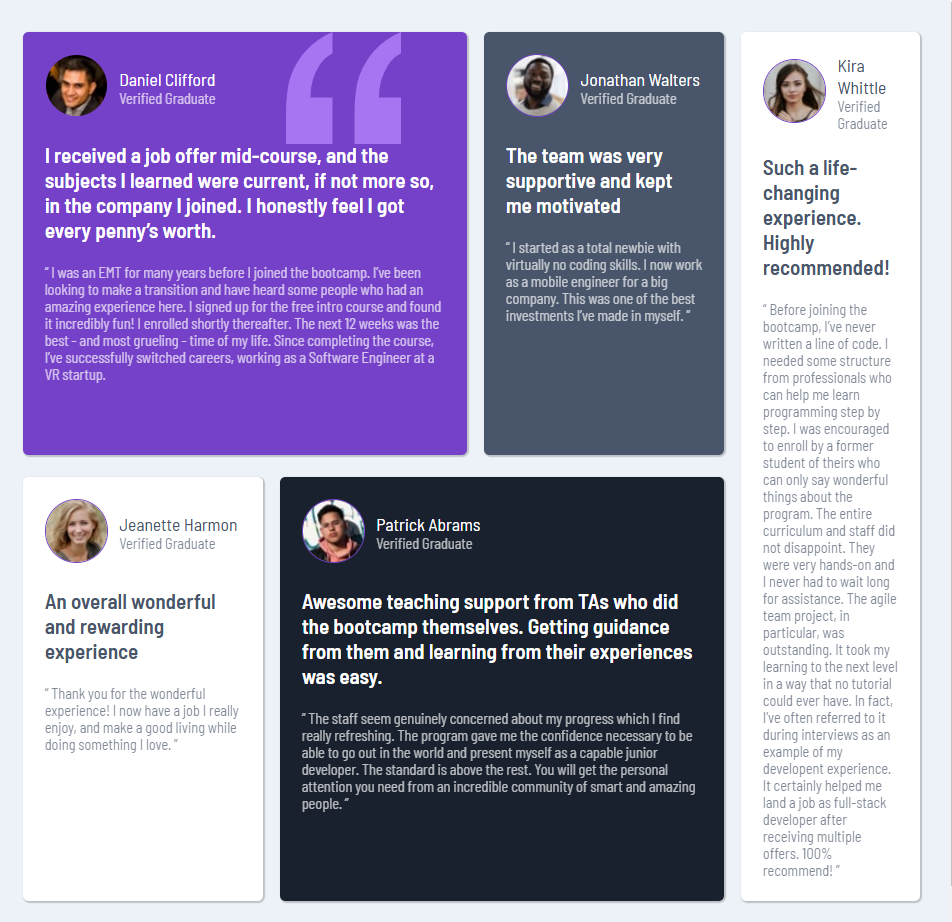 Daniel Clifford
Verified Graduate
I received a job offer mid-course, and the
subjects I learned were current, if not more so,
in the company I joined. I honestly feel I got
every penny’s worth.
“ I was an EMT for many years before I joined the bootcamp. I’ve been
looking to make a transition and have heard some people who had an
amazing experience here. I signed up for the free intro course and found
it incredibly fun! I enrolled shortly thereafter. The next 12 weeks was the
best - and most grueling - time of my life. Since completing the course,
I’ve successfully switched careers, working as a Software Engineer at a
VR startup.
Jonathan Walters
Verified Graduate
The team was very
supportive and kept
me motivated
“ I started as a total newbie with
virtually no coding skills. I now work
as a mobile engineer for a big
company. This was one of the best
investments I’ve made in myself. ”
Kira
Whittle
Verified
Graduate
Such a life-
changing
experience.
Highly
recommended!
“ Before joining the
bootcamp, I’ve never
written a line of code. I
needed some structure
from professionals who
can help me learn
programming step by
step. I was encouraged
to enroll by a former
student of theirs who
can only say wonderful
things about the
program. The entire
curriculum and staff did
not disappoint. They
were very hands-on and
I never had to wait long
for assistance. The agile
team project, in
particular, was
outstanding. It took my
learning to the next level
in a way that no tutorial
could ever have. In fact,
I’ve often referred to it
during interviews as an
example of my
developent experience.
It certainly helped me
land a job as full-stack
developer after
receiving multiple
offers. 100%
recommend! ”
Jeanette Harmon
Verified Graduate
An overall wonderful
and rewarding
experience
“ Thank you for the wonderful
experience! I now have a job I really
enjoy, and make a good living while
doing something I love. ”
Patrick Abrams
Verified Graduate
Awesome teaching support from TAs who did
the bootcamp themselves. Getting guidance
from them and learning from their experiences
was easy.
“ The staff seem genuinely concerned about my progress which I find
really refreshing. The program gave me the confidence necessary to be
able to go out in the world and present myself as a capable junior
developer. The standard is above the rest. You will get the personal
attention you need from an incredible community of smart and amazing
people. ”